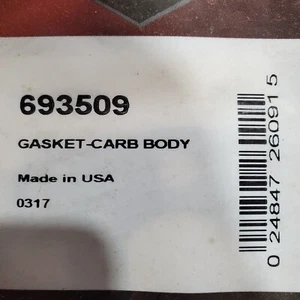 693509
GASKET-CARB BODY
Made in USA
0317
0 24847 26091 5